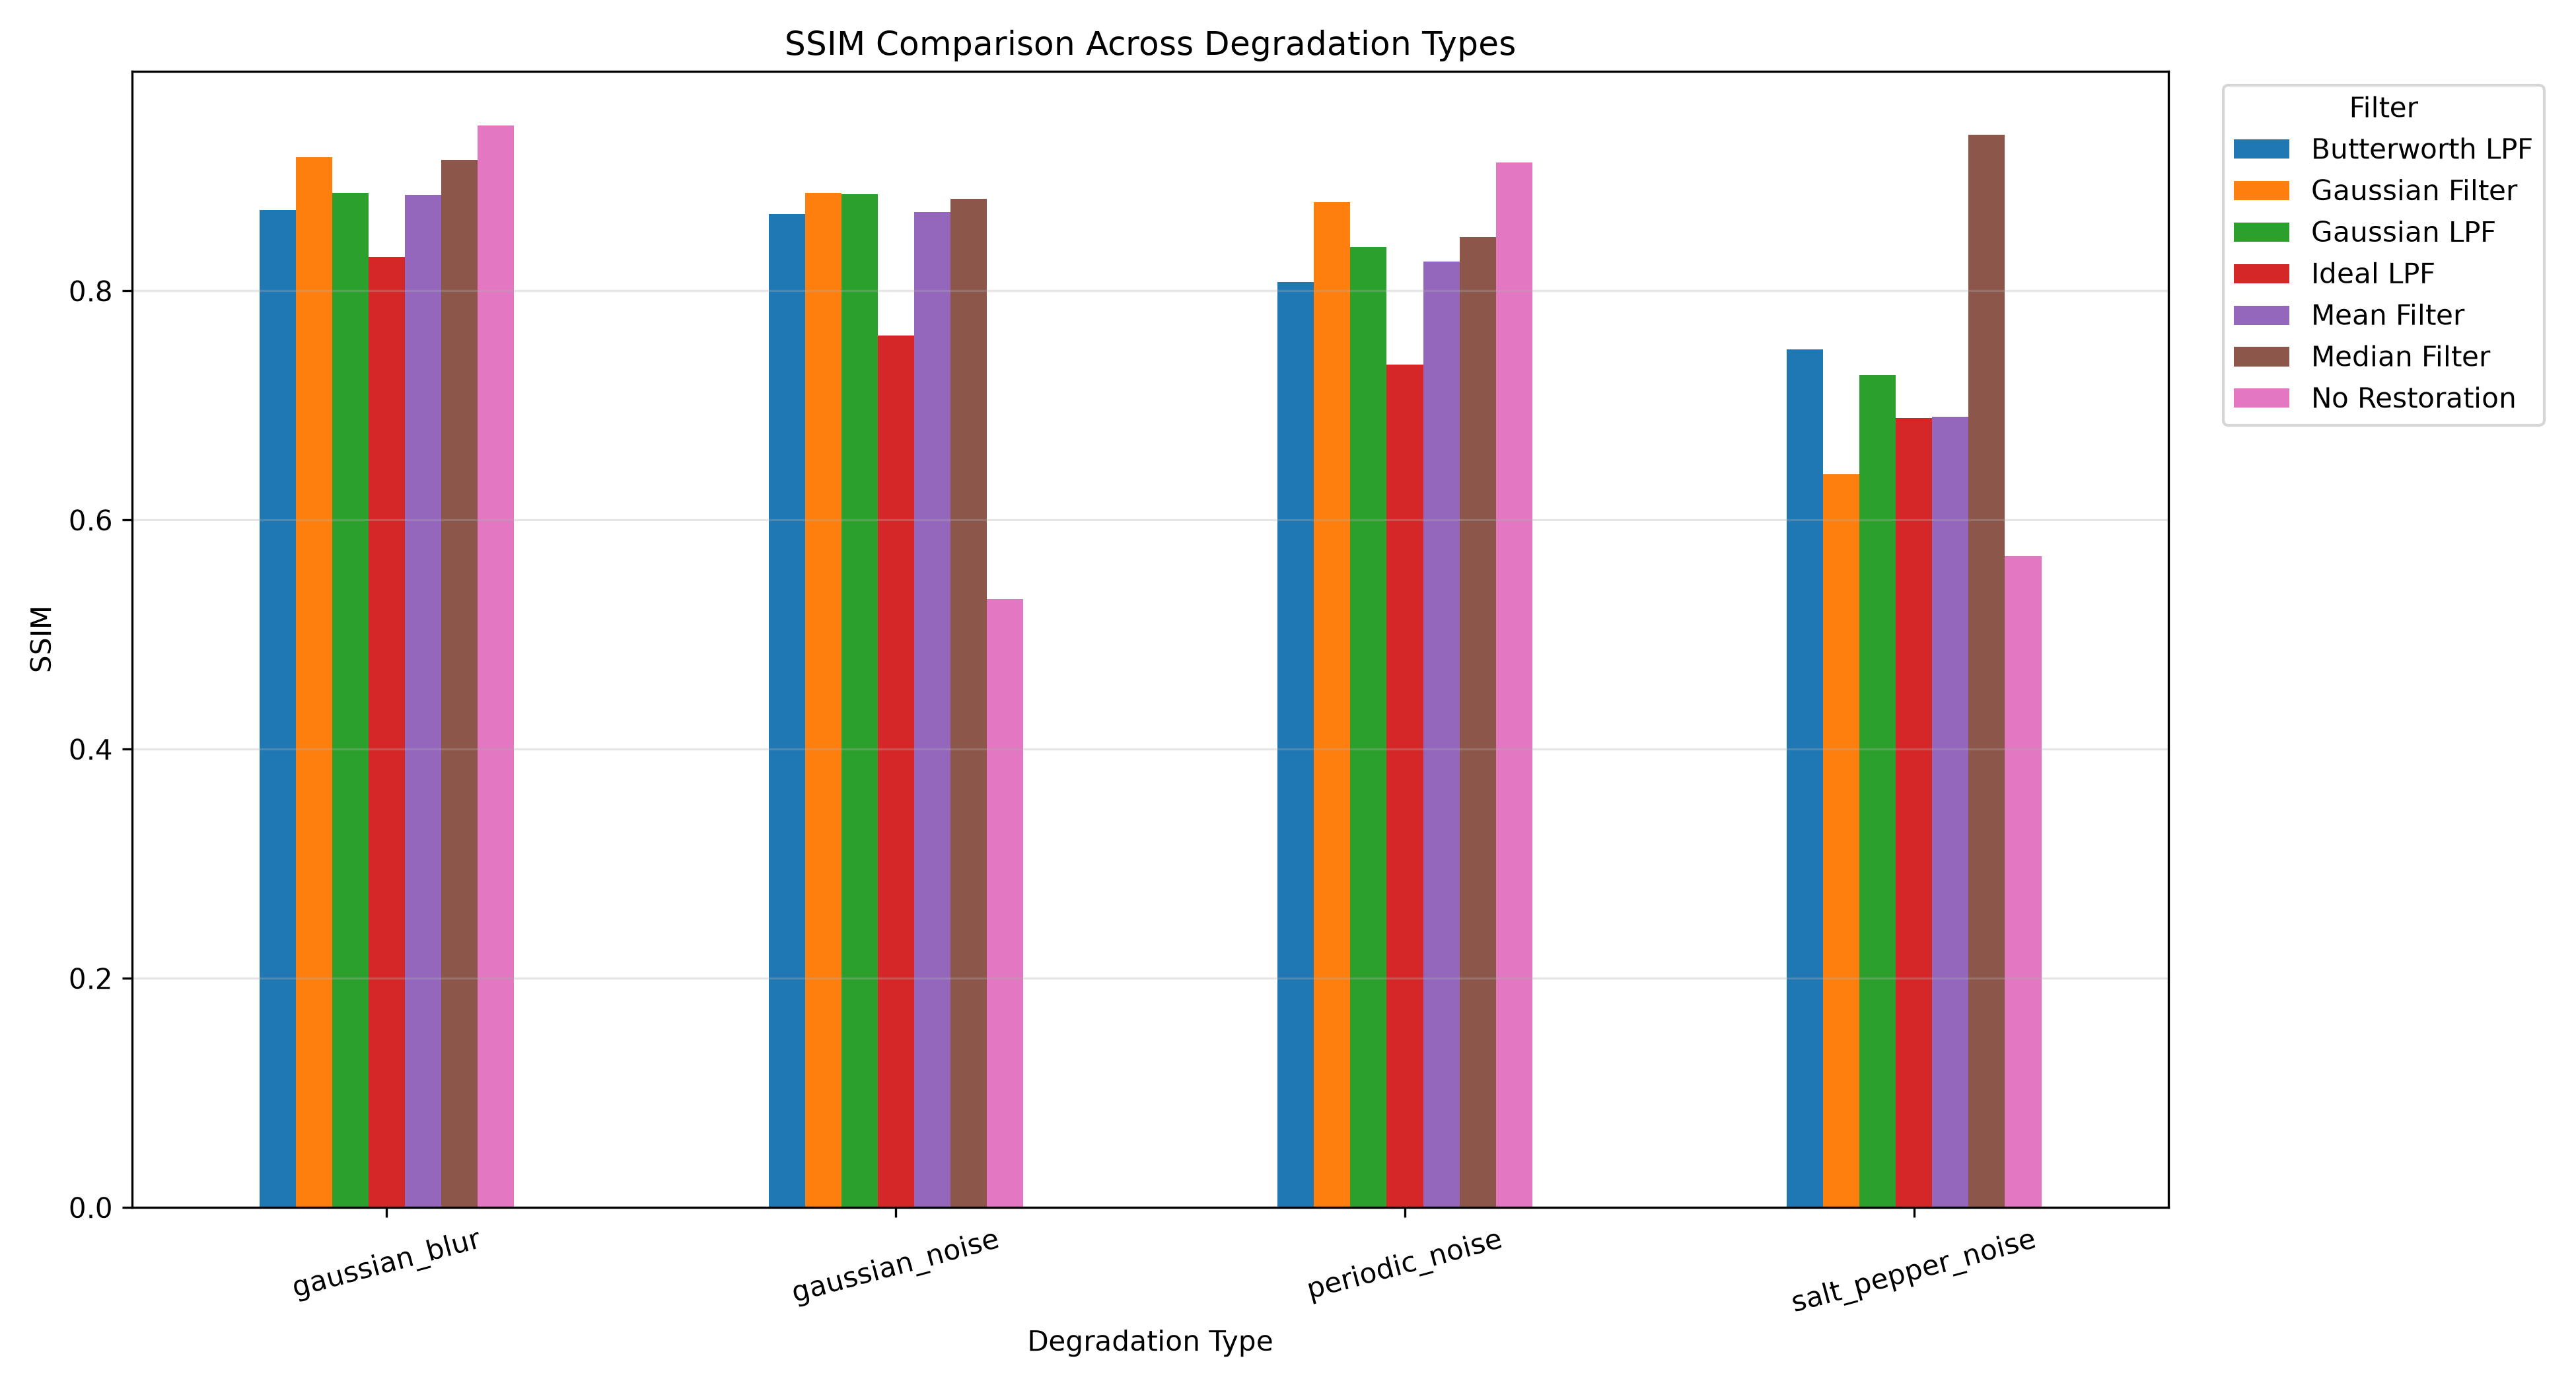 SSIM Comparison Across Degradation Types
Filter
Butterworth LPF
Gaussian Filter
Gaussian LPF
Ideal LPF
Mean Filter
Median Filter
No Restoration
SSIM
0.8
0.6
0.4
0.2
0.0
gaussian_blur
gaussian_noise
periodic_noise
salt_pepper_noise
Degradation Type